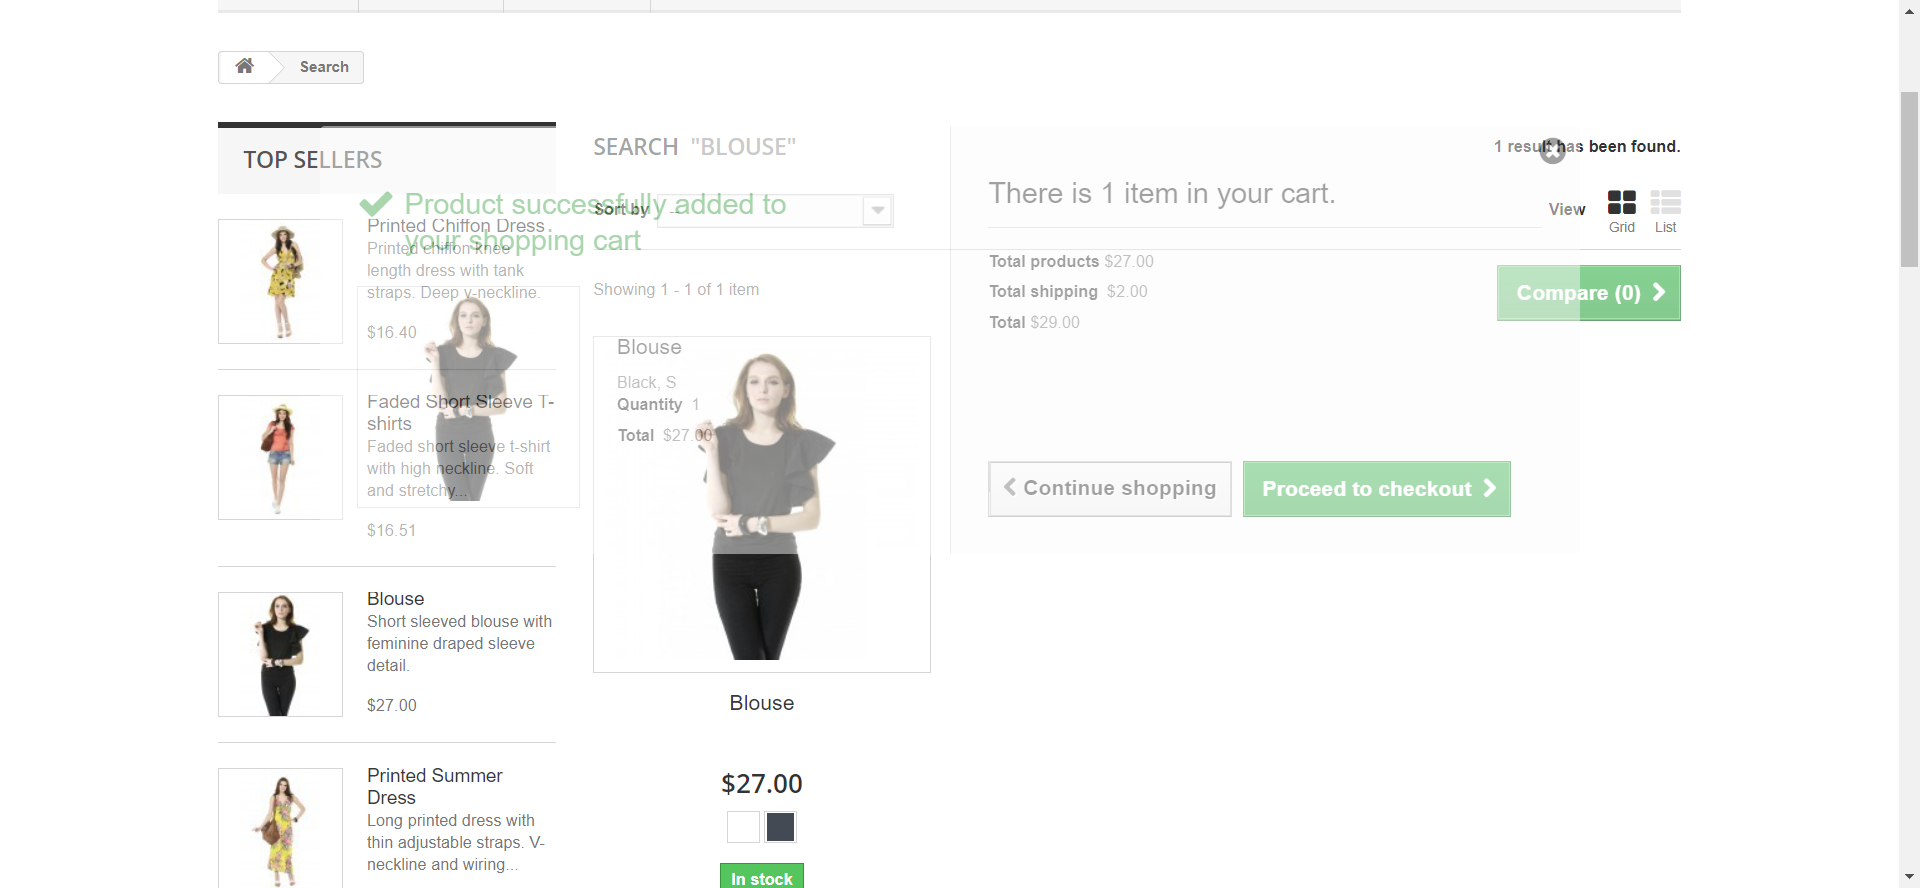 Search
TOP SELLERS
Printed Chiffon Dress
Printed chiffon knee
length dress with tank
straps. Deep v-neckline.
$16.40
Faded Short Sleeve T-
shirts
Faded short sleeve t-shirt
with high neckline. Soft
and stretchy...
$16.51
Blouse
Short sleeved blouse with
feminine draped sleeve
detail.
$27.00
Printed Summer
Dress
Long printed dress with
thin adjustable straps. V-
neckline and wiring...
SEARCH "BLOUSE"
1 result has been found.
Sort by --
View
Grid
List
Showing 1 - 1 of 1 item
Compare (0)
Blouse
$27.00
In stock
Product successfully added to
your shopping cart
Blouse
Black, S
Quantity 1
Total $27.00
There is 1 item in your cart.
Total products $27.00
Total shipping $2.00
Total $29.00
Continue shopping
Proceed to checkout